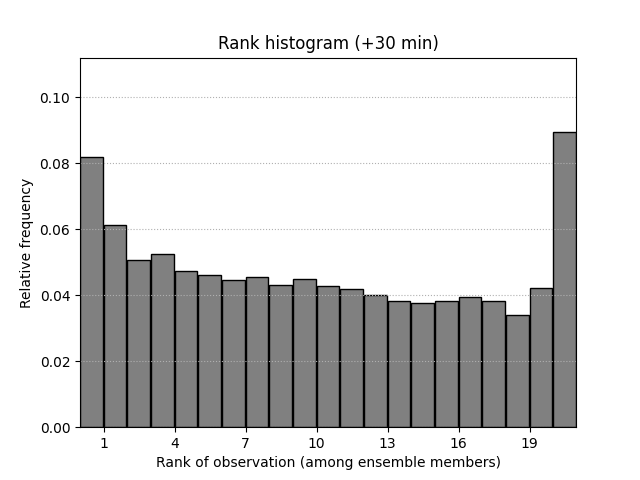 Rank histogram (+30 min)
0.10
0.08
0.06
0.04
0.02
0.00
Relative frequency
1 4 7 10 13 16 19
Rank of observation (among ensemble members)